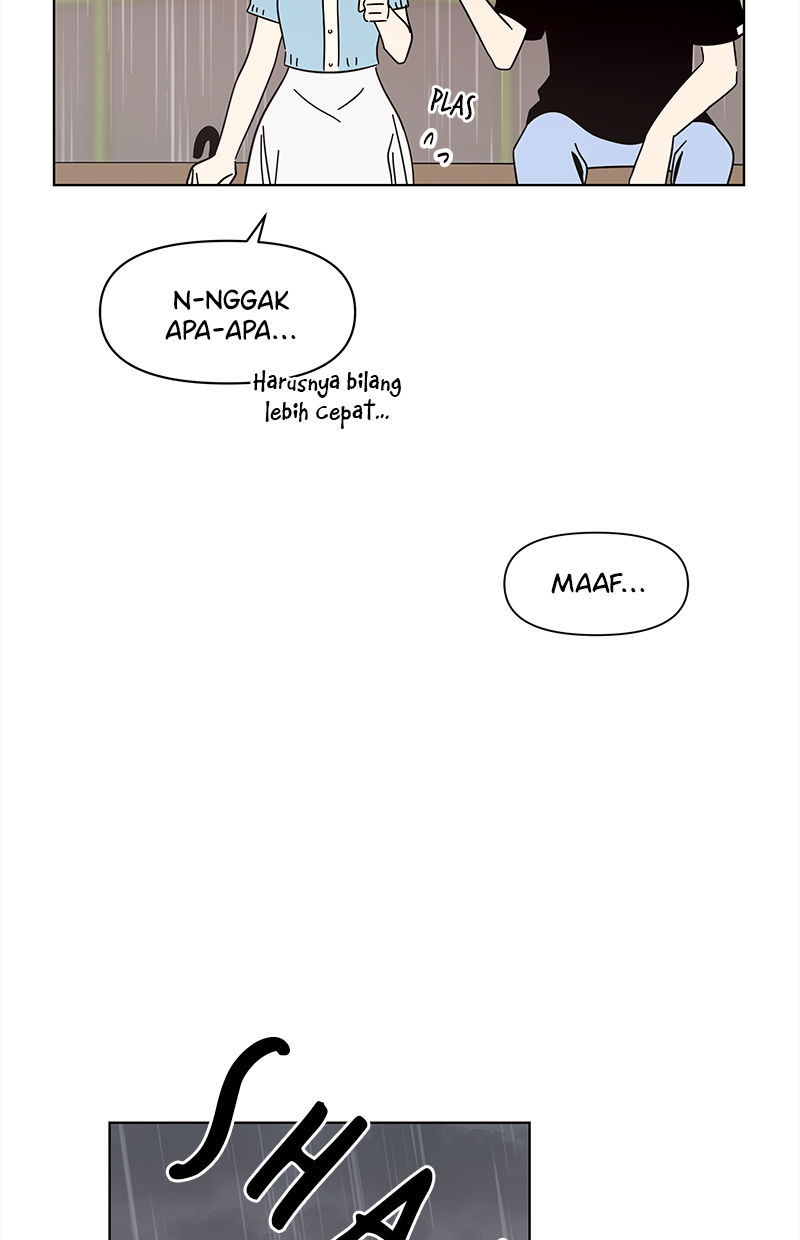 PLAS
N-NGGAK
APA-APA...
Harusnya bilang
lebih cepat...
MAAF...
SHA